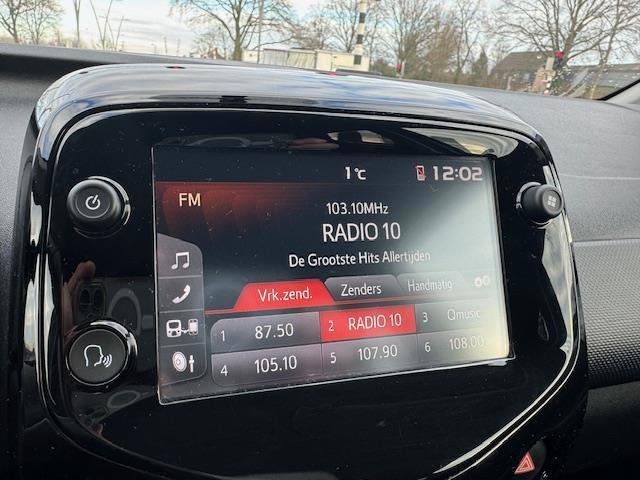 1°C 12:02
FM
103.10MHz
RADIO 10
De Grootste Hits Allertijden
Vrk.zend. Zenders Handmatig
1 87.50 2 RADIO 10 3 Qmusic
4 105.10 5 107.90 6 108.00